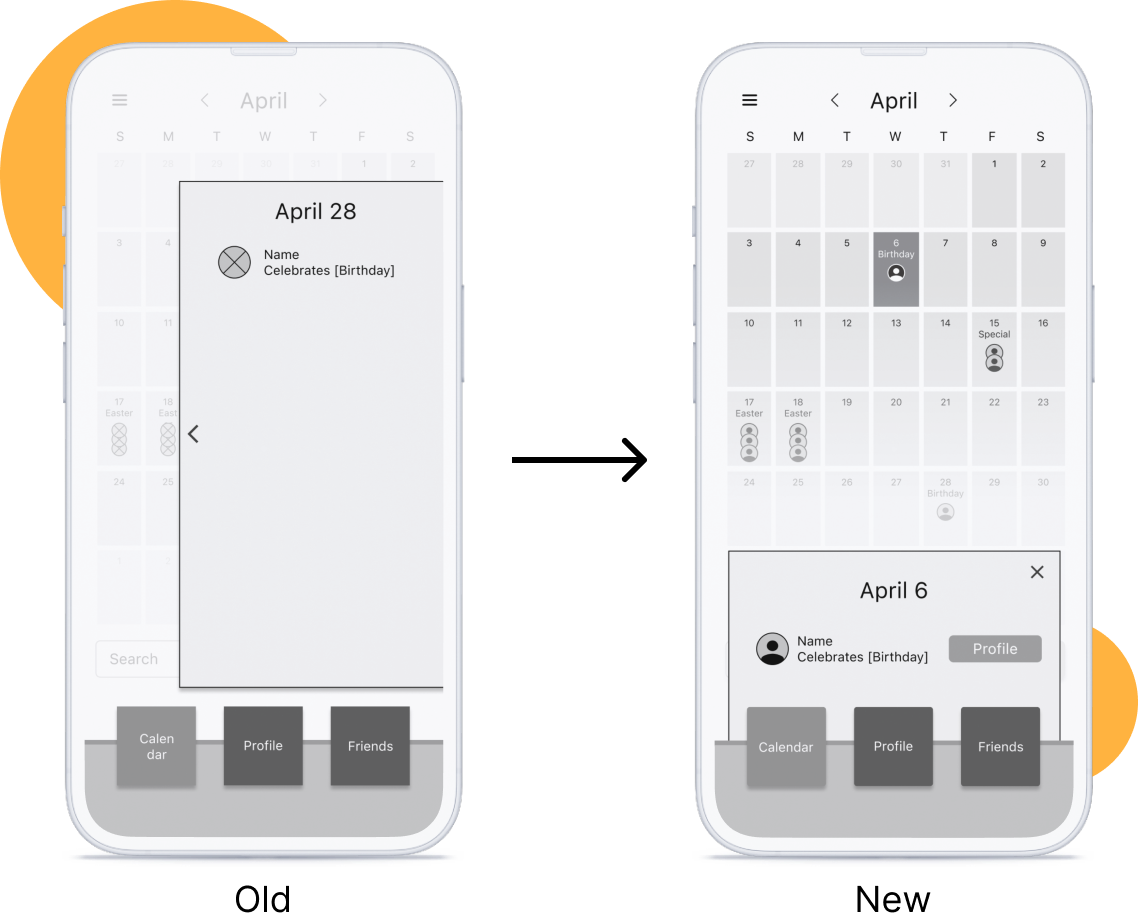 April
S M T W T F S
27 28 29 30 31 1 2
April 28
Name
Celebrates [Birthday]
3 4
10 11
17 18
Easter East
24 25
1
Search
Calen
dar
Profile
Friends
Old
April
S M T W T F S
27 28 29 30 31 1 2
3 4 5 6 7 8 9
Birthday
10 11 12 13 14 15 16
Special
17 18 19 20 21 22 23
Easter Easter
24 25 26 27 28 29 30
Birthday
April 6
Name
Celebrates [Birthday]
Profile
Calendar
Profile
Friends
New